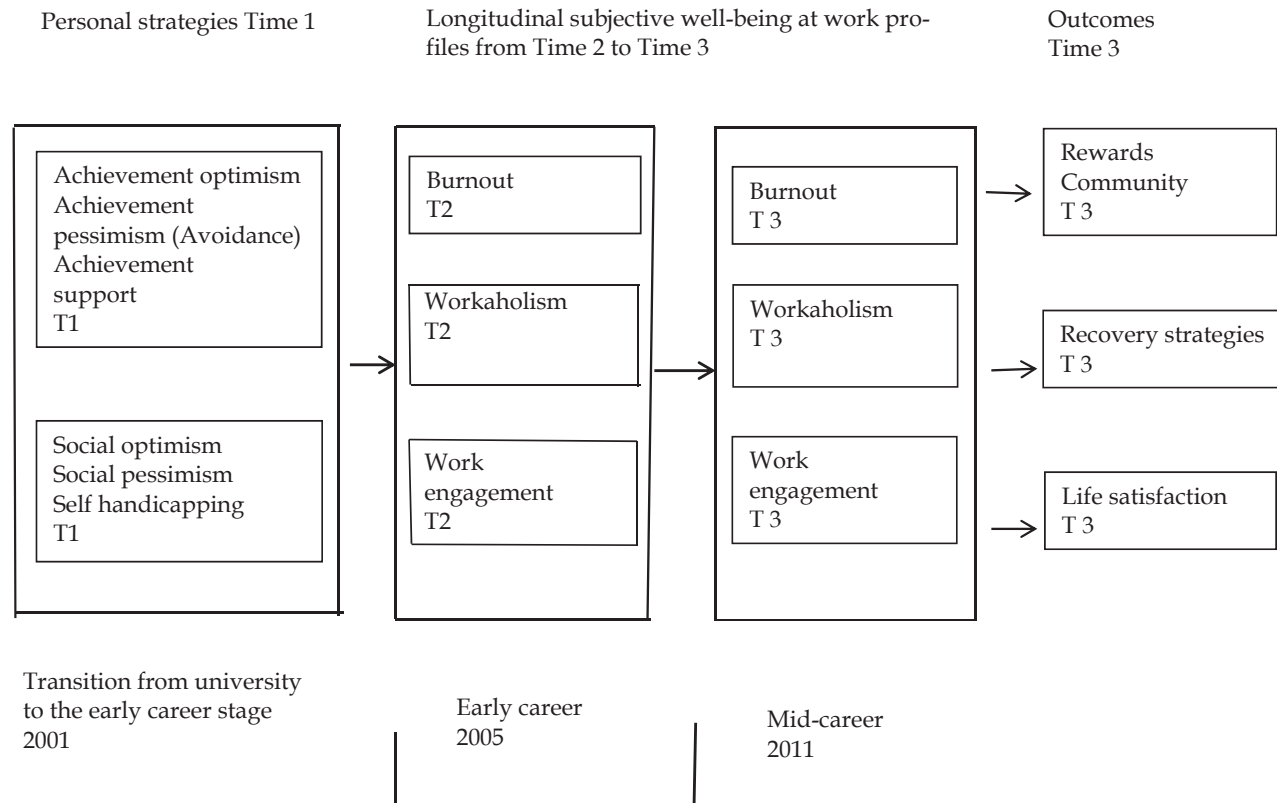 Personal strategies Time 1
Longitudinal subjective well-being at work pro-
files from Time 2 to Time 3
Outcomes
Time 3
Achievement optimism
Achievement
pessimism (Avoidance)
Achievement
support
T1
Social optimism
Social pessimism
Self handicapping
T1
Burnout
T2
Workaholism
T2
Work
engagement
T2
Burnout
T 3
Workaholism
T 3
Work
engagement
T 3
Rewards
Community
T 3
Recovery strategies
T 3
Life satisfaction
T 3
Transition from university
to the early career stage
2001
Early career
2005
Mid-career
2011